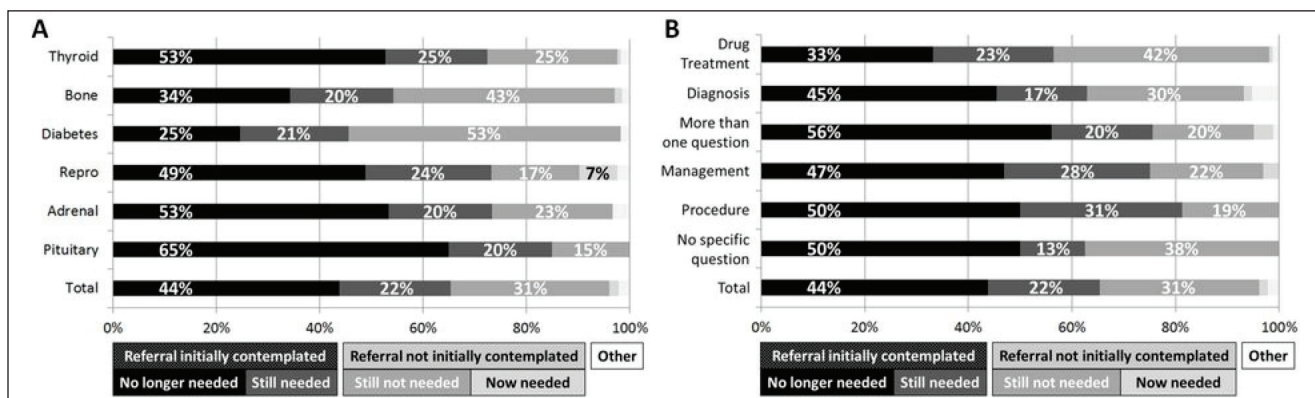 A
Thyroid 53% 25% 25%
Bone 34% 20% 43%
Diabetes 25% 21% 53%
Repro 49% 24% 17% 7%
Adrenal 53% 20% 23%
Pituitary 65% 20% 15%
Total 44% 22% 31%
0% 20% 40% 60% 80% 100%
Referral initially contemplated Referral not initially contemplated Other
No longer needed Still needed Still not needed Now needed
B
Drug
Treatment 33% 23% 42%
Diagnosis 45% 17% 30%
More than
one question 56% 20% 20%
Management 47% 28% 22%
Procedure 50% 31% 19%
No specific
question 50% 13% 38%
Total 44% 22% 31%
0% 20% 40% 60% 80% 100%
Referral initially contemplated Referral not initially contemplated Other
No longer needed Still needed Still not needed Now needed